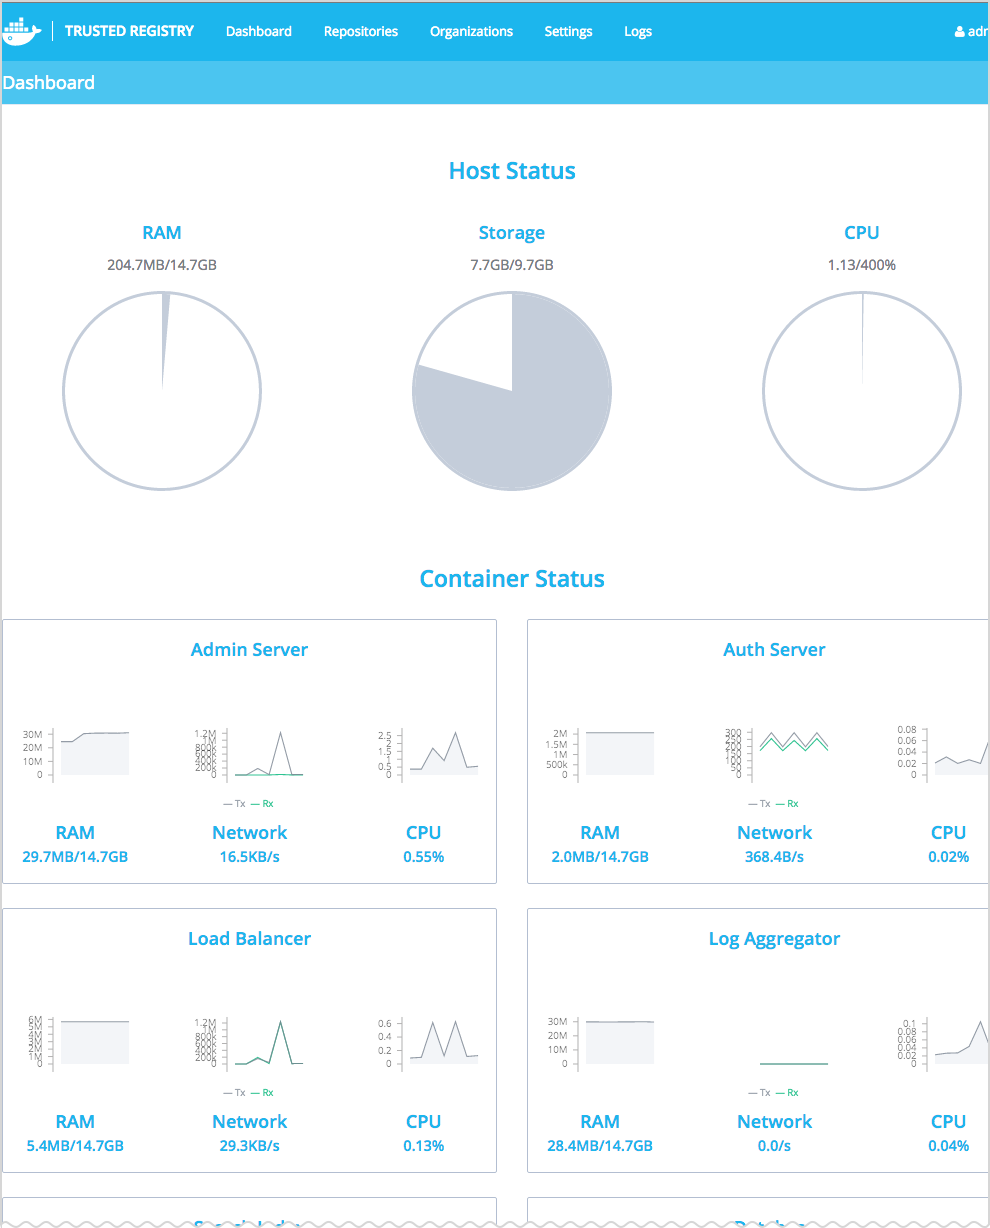 TRUSTED REGISTRY Dashboard Repositories Organizations Settings Logs
Dashboard
Host Status
RAM Storage CPU
204.7MB/14.7GB 7.7GB/9.7GB 1.13/400%
Container Status
Admin Server
30M
20M
10M
0
1.2M
1M
800k
600k
400k
200k
0
2.5
2
1.5
1
0.5
0
Tx Rx
RAM Network CPU
29.7MB/14.7GB 16.5KB/s 0.55%
Auth Server
2M
1.5M
1M
500k
0
300
250
200
150
100
50
0
0.08
0.06
0.04
0.02
0
Tx Rx
RAM Network CPU
2.0MB/14.7GB 368.4B/s 0.02%
Load Balancer
6M
5M
4M
3M
2M
1M
0
1.2M
1M
800k
600k
400k
200k
0
0.6
0.4
0.2
0
Tx Rx
RAM Network CPU
5.4MB/14.7GB 29.3KB/s 0.13%
Log Aggregator
30M
20M
10M
0
0.1
0.08
0.06
0.04
0.02
0
Tx Rx
RAM Network CPU
28.4MB/14.7GB 0.0/s 0.04%